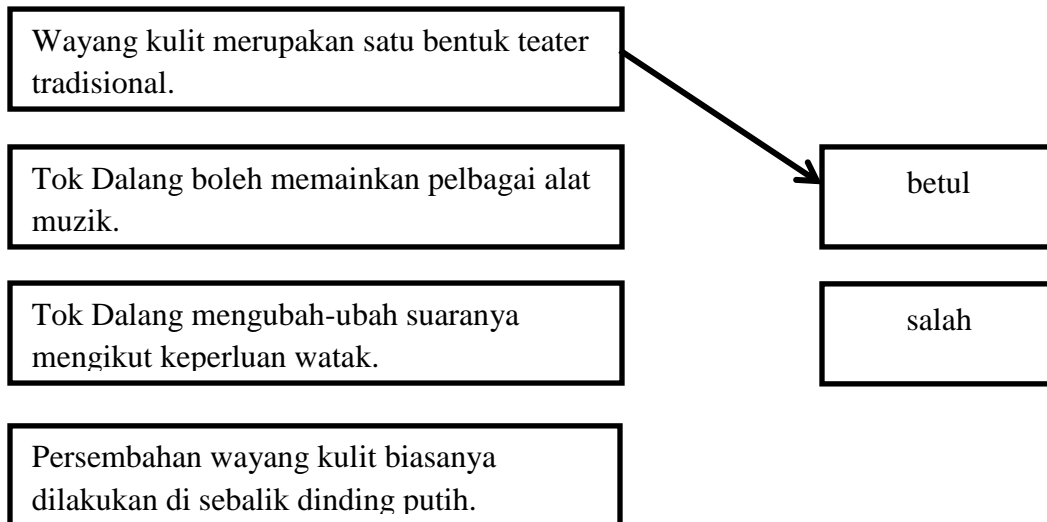 Wayang kulit merupakan satu bentuk teater
tradisional.
Tok Dalang boleh memainkan pelbagai alat
muzik.
betul
Tok Dalang mengubah-ubah suaranya
mengikut keperluan watak.
salah
Persembahan wayang kulit biasanya
dilakukan di sebalik dinding putih.